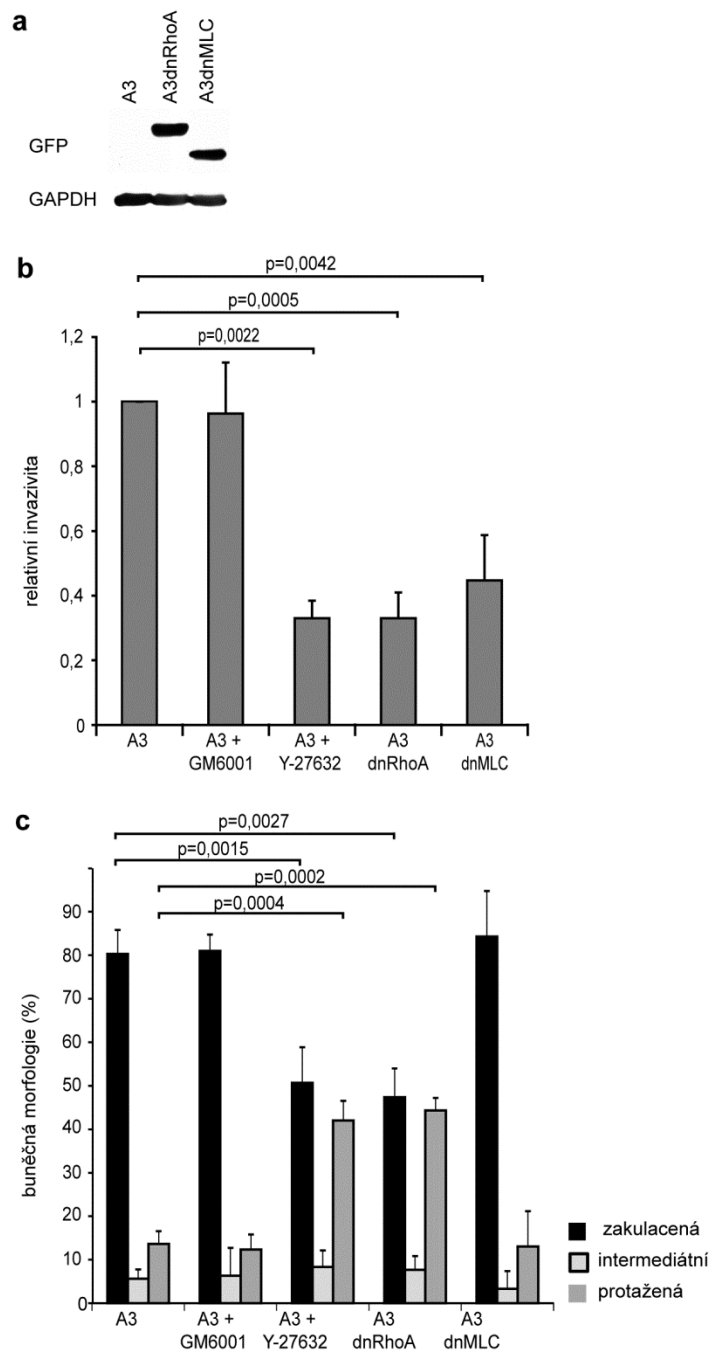 a
A3
A3dnRhoA
A3dnMLC
GFP
GAPDH
b
p=0,0042
p=0,0005
p=0,0022
1,2
1
0,8
0,6
0,4
0,2
0
relativní invazivita
A3
A3 + GM6001
A3 + Y-27632
A3 dnRhoA
A3 dnMLC
c
p=0,0027
p=0,0015
p=0,0002
p=0,0004
90
80
70
60
50
40
30
20
10
0
buněčná morfologie (%)
A3
A3 + GM6001
A3 + Y-27632
A3 dnRhoA
A3 dnMLC
zakulacená
intermediátní
protažená